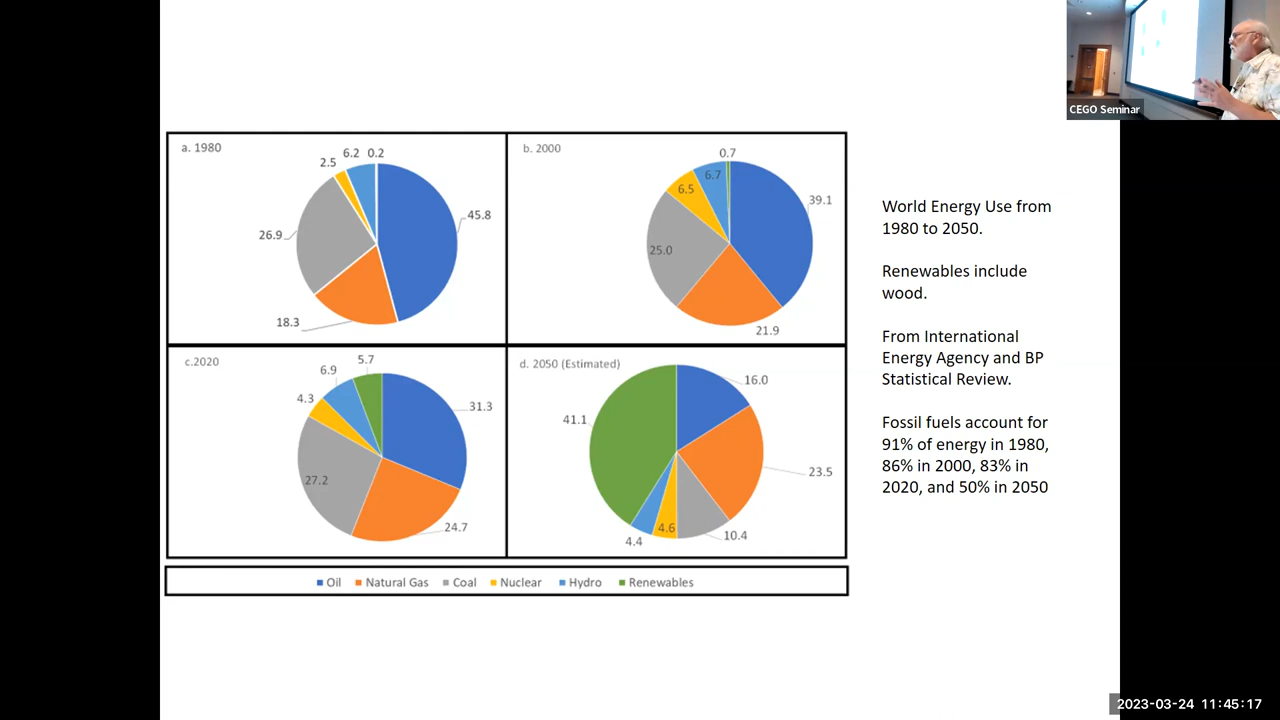 CEGO Seminar
a. 1980
2.5
6.2
0.2
45.8
26.9
18.3
b. 2000
0.7
6.7
6.5
39.1
25.0
21.9
c.2020
5.7
6.9
4.3
31.3
27.2
24.7
d. 2050 (Estimated)
16.0
41.1
23.5
4.6
4.4
10.4
Oil Natural Gas Coal Nuclear Hydro Renewables
World Energy Use from
1980 to 2050.
Renewables include
wood.
From International
Energy Agency and BP
Statistical Review.
Fossil fuels account for
91% of energy in 1980,
86% in 2000, 83% in
2020, and 50% in 2050
2023-03-24 11:45:17